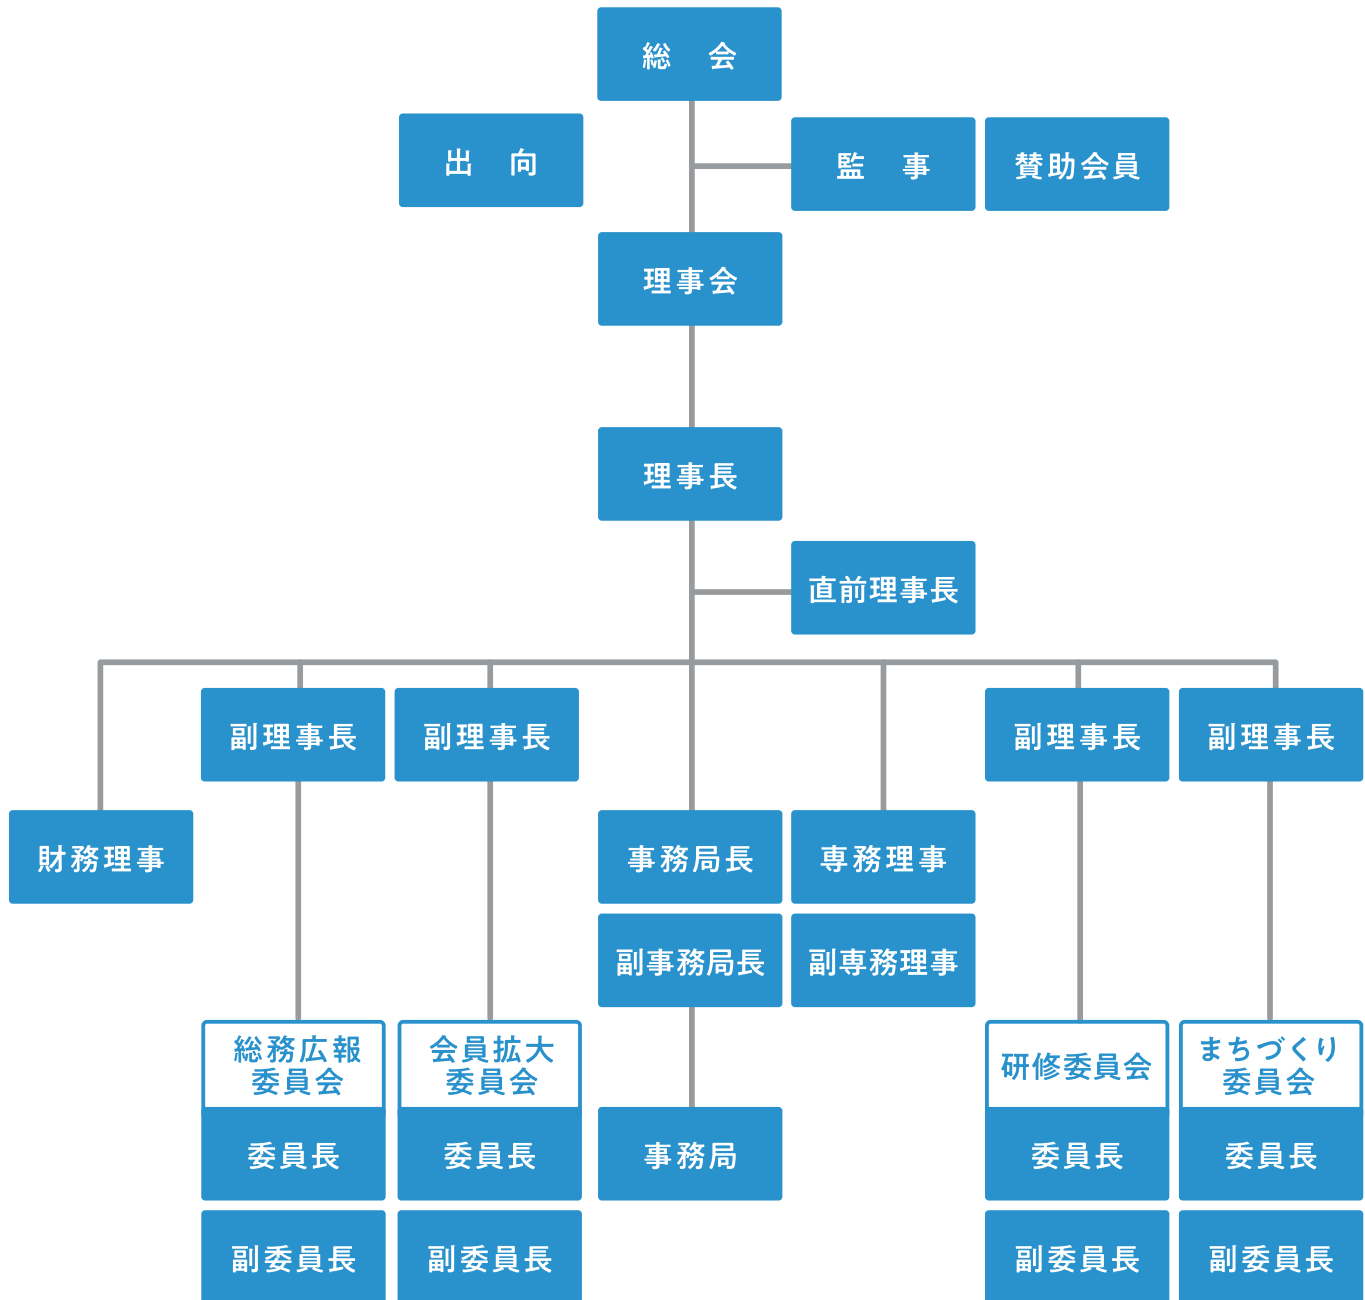 総　会
出　向
監　事
賛助会員
理事会
理事長
直前理事長
副理事長
副理事長
副理事長
副理事長
財務理事
事務局長
専務理事
副事務局長
副専務理事
総務広報
委員会
会員拡大
委員会
研修委員会
まちづくり
委員会
委員長
委員長
事務局
委員長
委員長
副委員長
副委員長
副委員長
副委員長